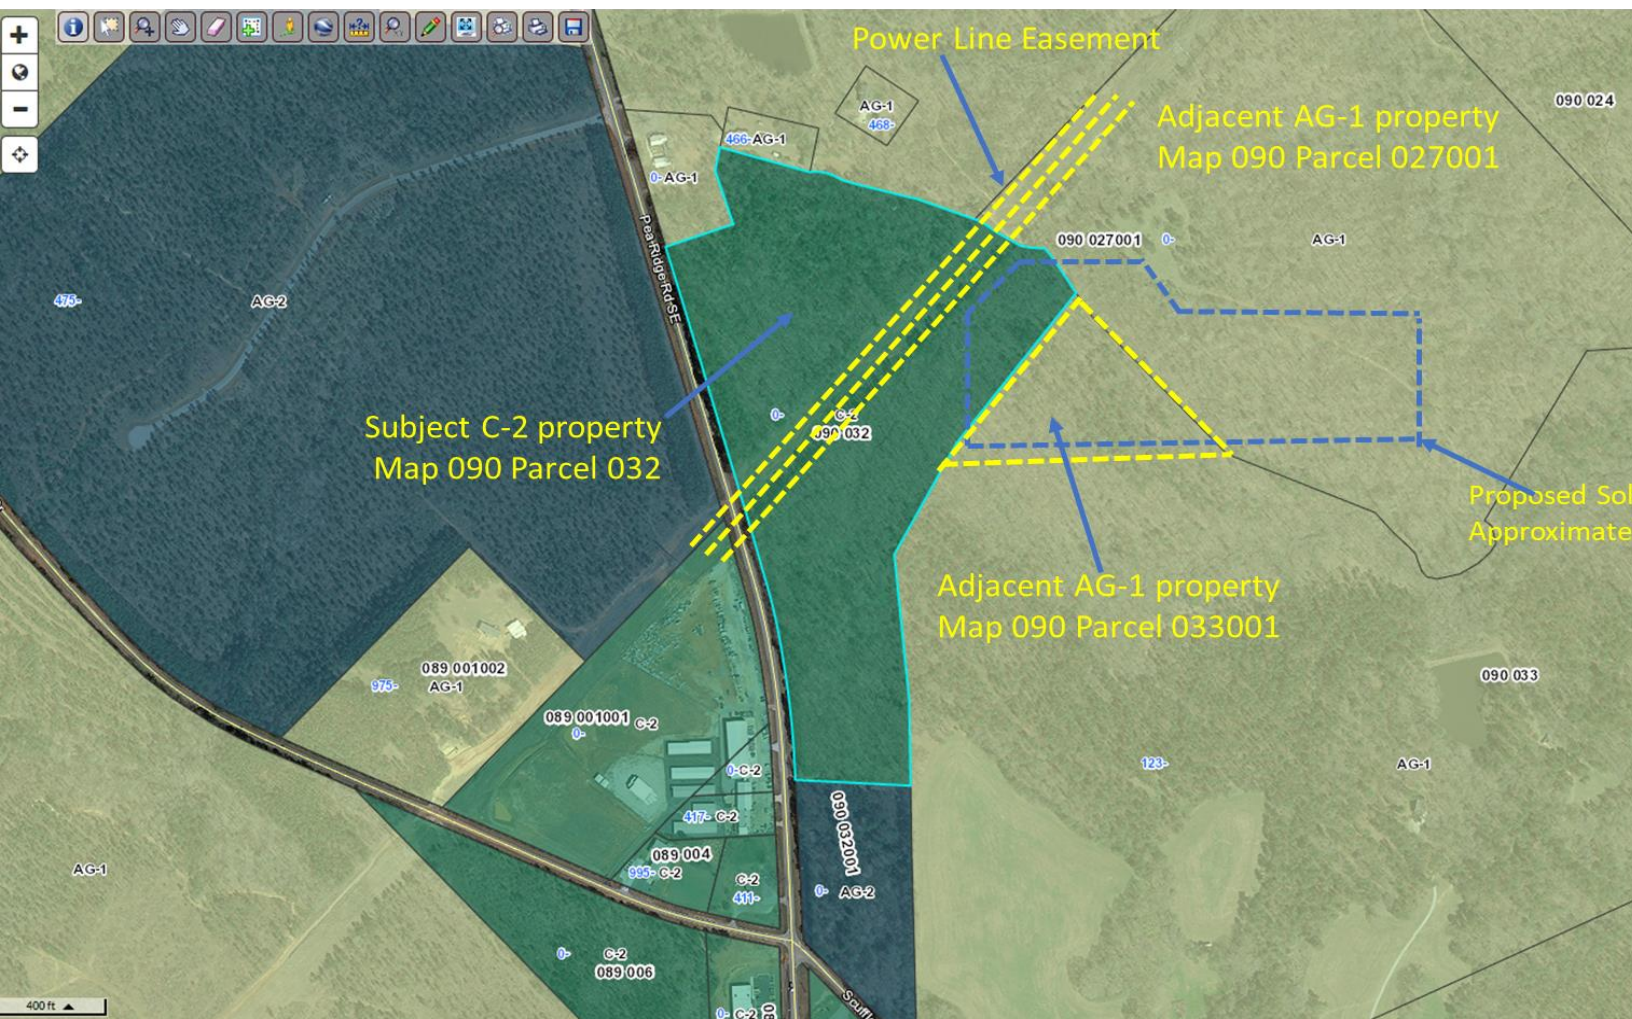 Power Line Easement
090 024
AG-1
468-
Adjacent AG-1 property
Map 090 Parcel 027001
466- AG-1
0- AG-1
Pea Ridge Rd SE
090 027001 0-
AG-1
475-
AG-2
0- C-2
090 032
Subject C-2 property
Map 090 Parcel 032
Proposed Sol
Approximate
Adjacent AG-1 property
Map 090 Parcel 033001
089 001002
975- AG-1
090 033
089 001001 C-2
0-
0-C-2
123-
AG-1
417- C-2
090 032001
089 004
995- C-2
C-2
411-
0- AG-2
AG-1
0- C-2
089 006
0- C-2
08
Scuffl
400 ft